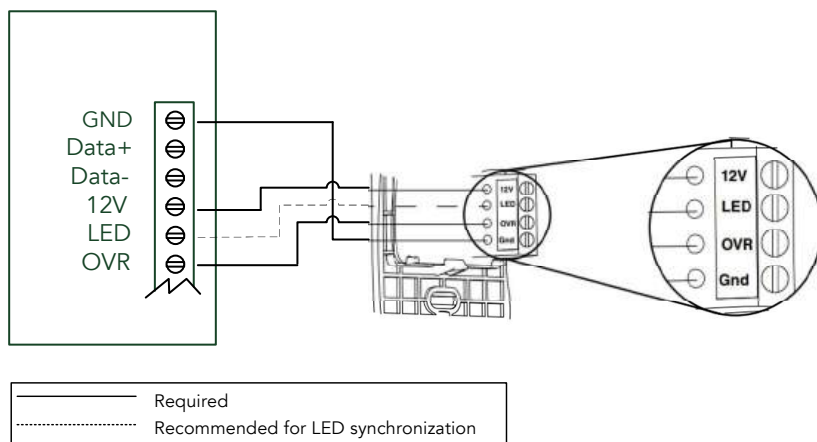 GND
Data+
Data-
12V
LED
OVR
12V
LED
OVR
Gnd
12V
LED
OVR
Gnd
Required
Recommended for LED synchronization